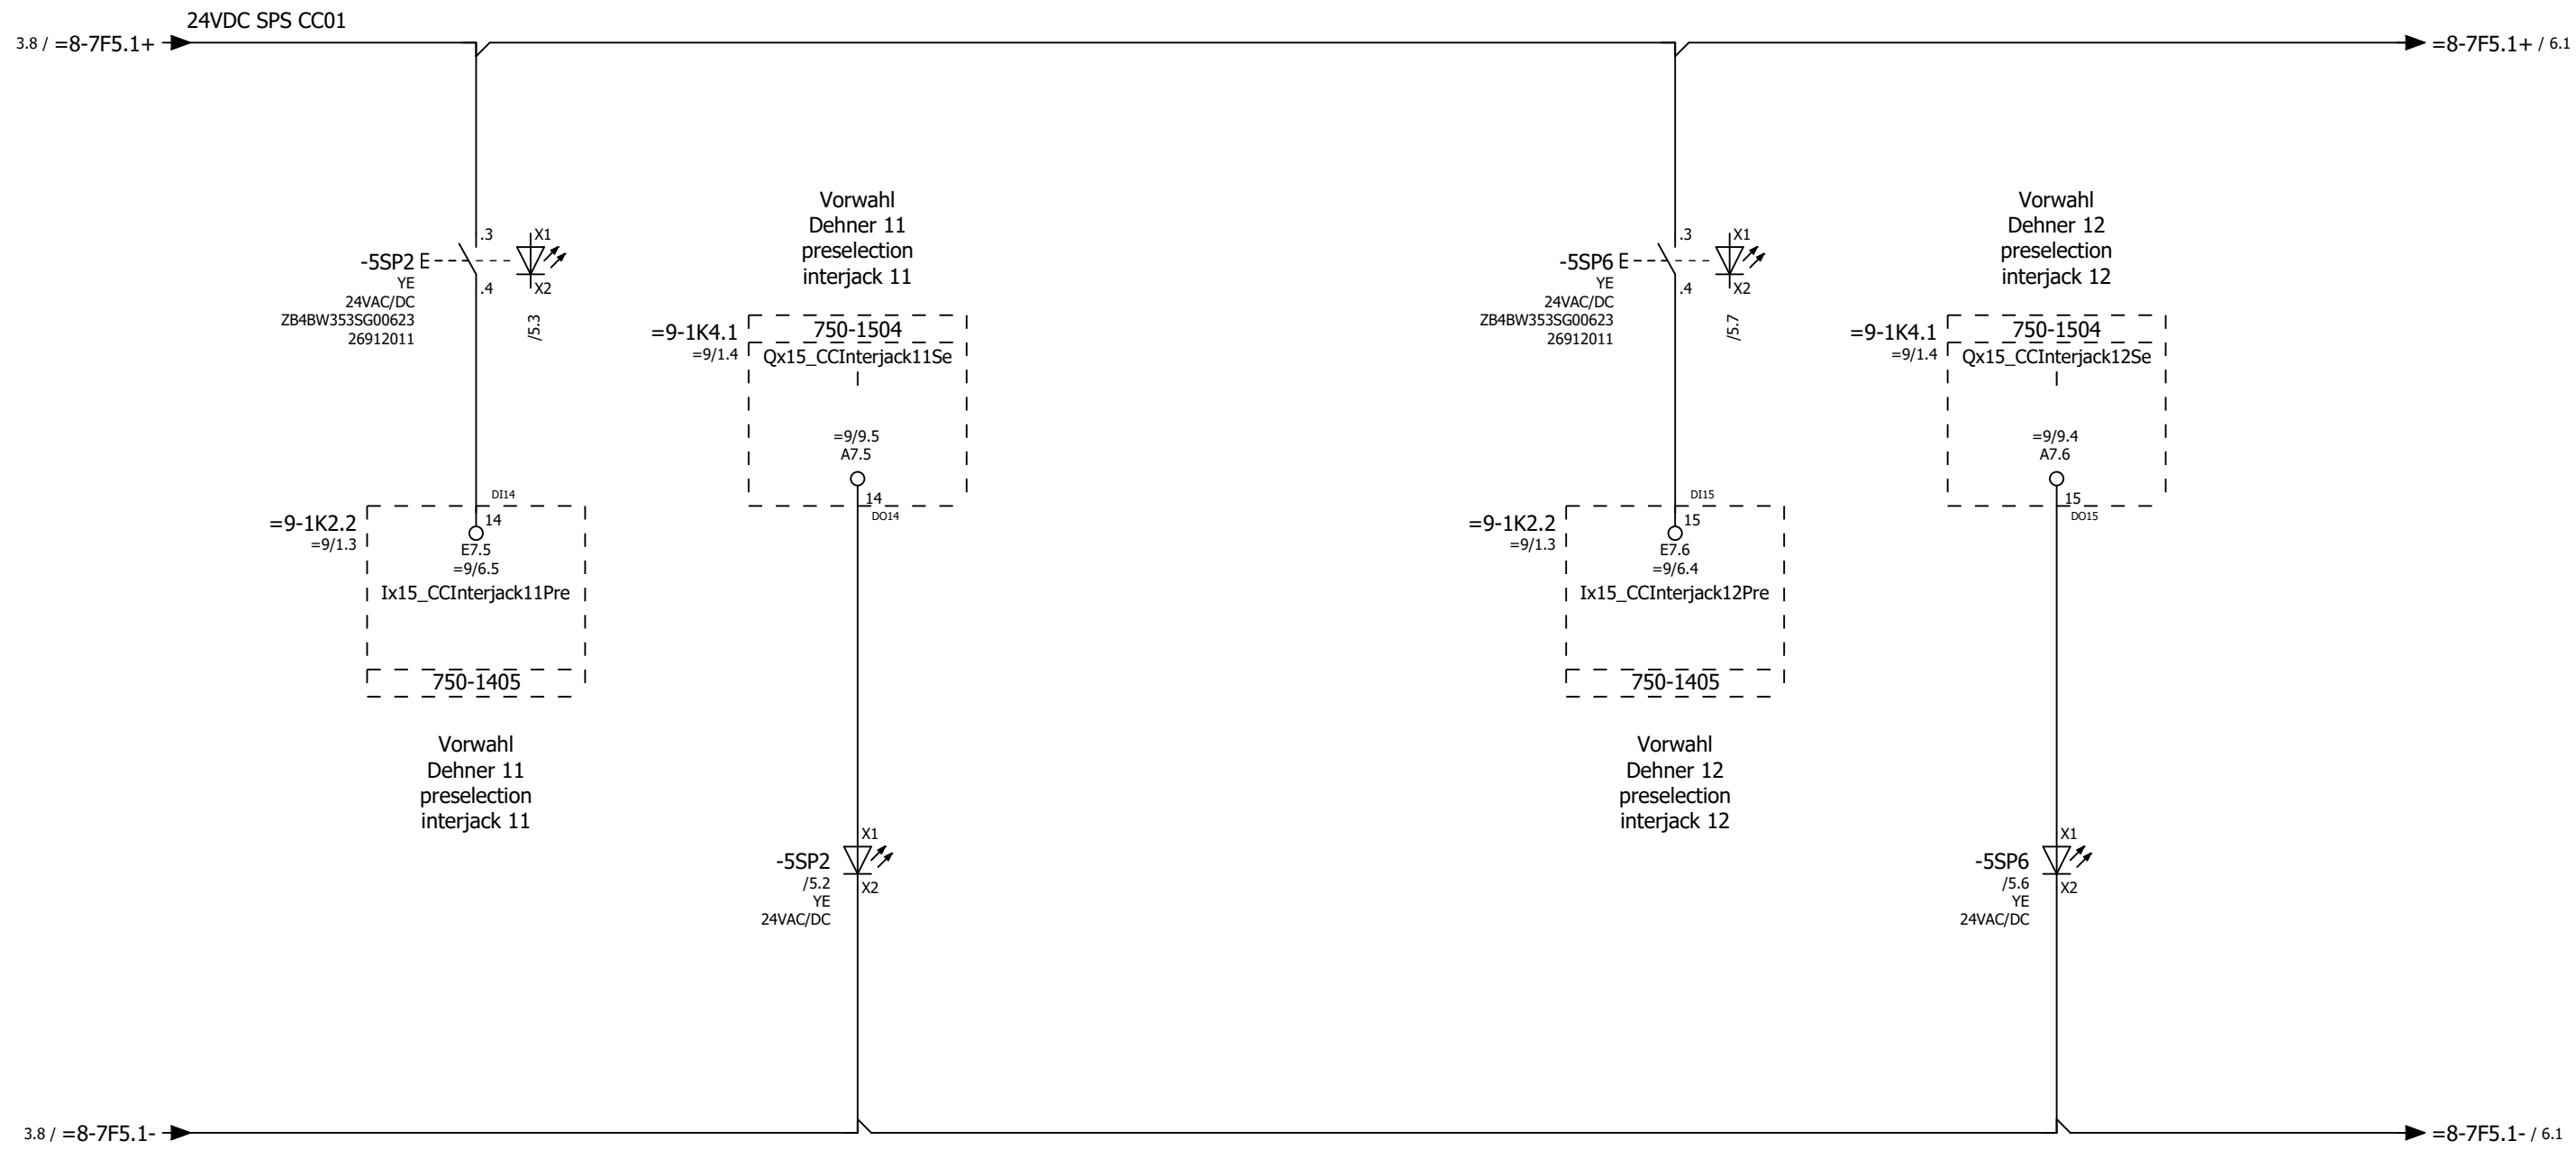 24VDC SPS CC01
3.8 / =8-7F5.1+
=8-7F5.1+ / 6.1
.3
X1
-5SP2
.4
X2
YE
24VAC/DC
ZB4BW353SG00623
26912011
/5.3
Vorwahl
Dehner 11
preselection
interjack 11
=9-1K4.1
=9/1.4
750-1504
Qx15_CCInterjack11Se
=9/9.5
A7.5
14
DO14
DI14
14
=9-1K2.2
=9/1.3
E7.5
=9/6.5
Ix15_CCInterjack11Pre
750-1405
Vorwahl
Dehner 11
preselection
interjack 11
X1
-5SP2
X2
/5.2
YE
24VAC/DC
.3
X1
-5SP6
.4
X2
YE
24VAC/DC
ZB4BW353SG00623
26912011
/5.7
Vorwahl
Dehner 12
preselection
interjack 12
=9-1K4.1
=9/1.4
750-1504
Qx15_CCInterjack12Se
=9/9.4
A7.6
15
DO15
DI15
15
=9-1K2.2
=9/1.3
E7.6
=9/6.4
Ix15_CCInterjack12Pre
750-1405
Vorwahl
Dehner 12
preselection
interjack 12
X1
-5SP6
X2
/5.6
YE
24VAC/DC
3.8 / =8-7F5.1-
=8-7F5.1- / 6.1